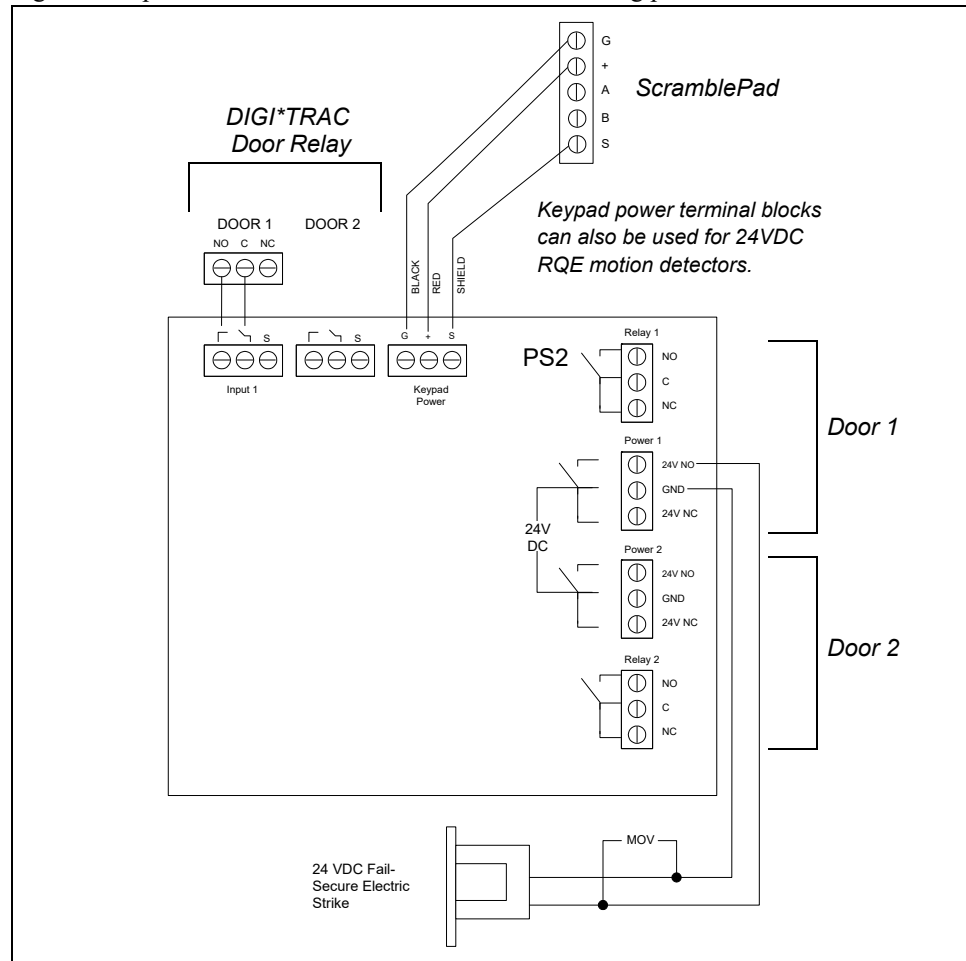 G
+
A
B
S
ScramblePad
DIGI*TRAC
Door Relay
DOOR 1
DOOR 2
NO C NC
Keypad power terminal blocks
can also be used for 24VDC
RQE motion detectors.
BLACK
RED
SHIELD
S
S
G + S
Input 1
Keypad
Power
PS2
Relay 1
NO
C
NC
Door 1
Power 1
24V NO
GND
24V NC
24V
DC
Power 2
24V NO
GND
24V NC
Door 2
Relay 2
NO
C
NC
MOV
24 VDC Fail-
Secure Electric
Strike